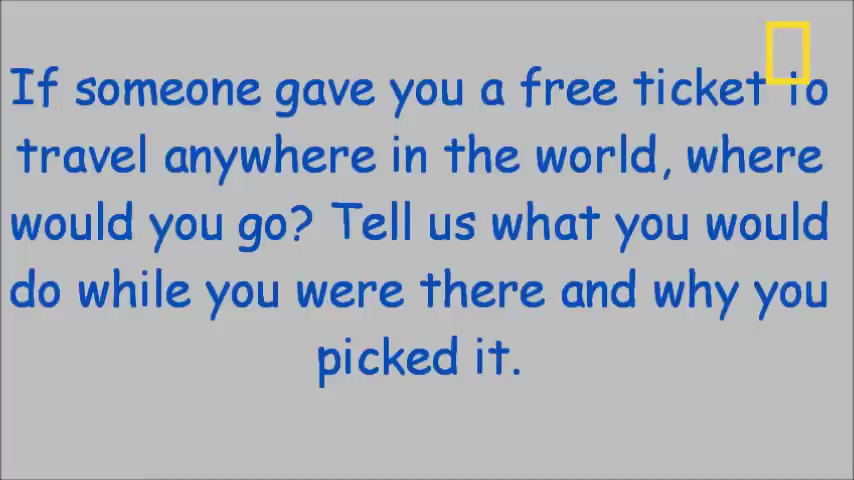 If someone gave you a free ticket to
travel anywhere in the world, where
would you go? Tell us what you would
do while you were there and why you
picked it.